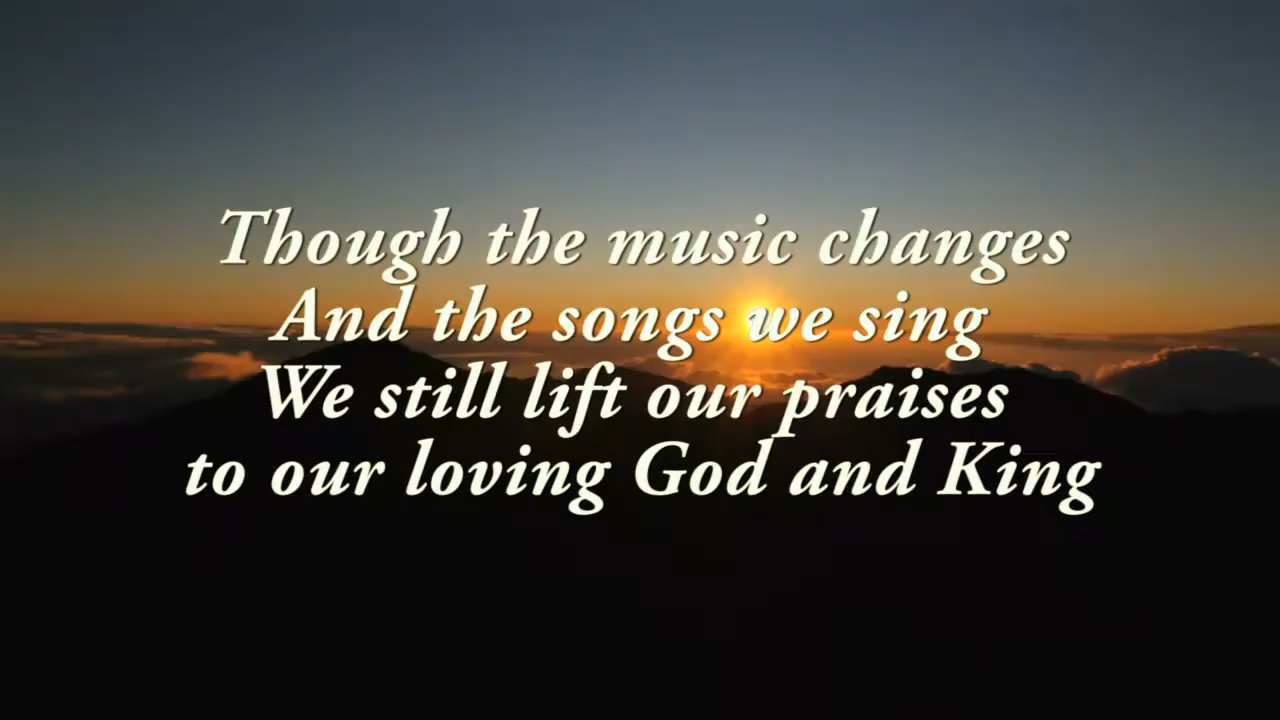 Though the music changes
And the songs we sing
We still lift our praises
to our loving God and King